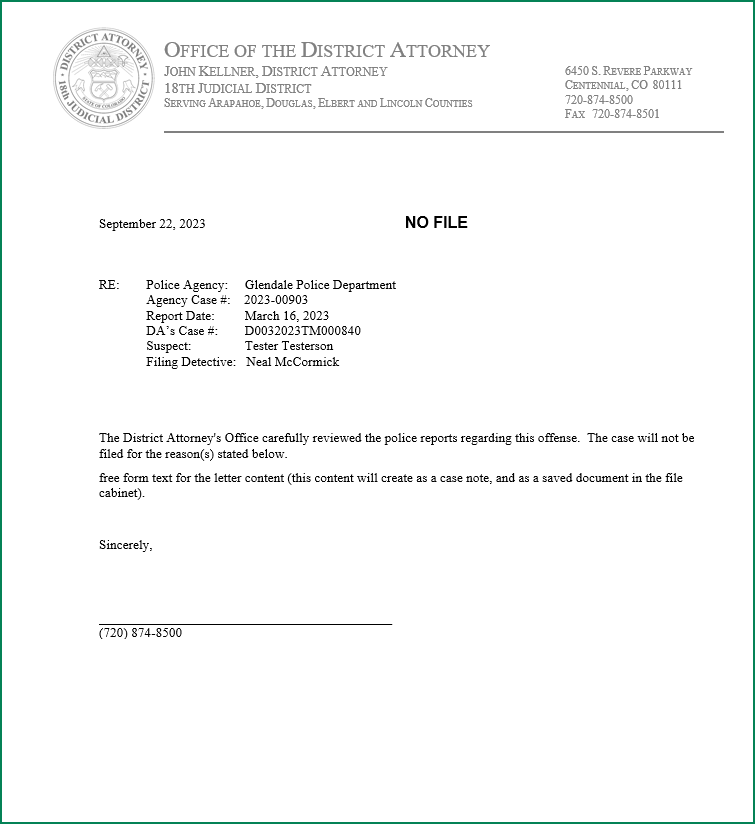 DISTRICT ATTORNEY
STATE OF COLORADO
18th JUDICIAL DISTRICT
OFFICE OF THE DISTRICT ATTORNEY
JOHN KELLNER, DISTRICT ATTORNEY
18TH JUDICIAL DISTRICT
SERVING ARAPAHOE, DOUGLAS, ELBERT AND LINCOLN COUNTIES
6450 S. REVERE PARKWAY
CENTENNIAL, CO 80111
720-874-8500
FAX 720-874-8501
September 22, 2023 NO FILE
RE: Police Agency: Glendale Police Department
Agency Case #: 2023-00903
Report Date: March 16, 2023
DA's Case #: D0032023TM000840
Suspect: Tester Testerson
Filing Detective: Neal McCormick
The District Attorney's Office carefully reviewed the police reports regarding this offense. The case will not be
filed for the reason(s) stated below.
free form text for the letter content (this content will create as a case note, and as a saved document in the file
cabinet).
Sincerely,
(720) 874-8500